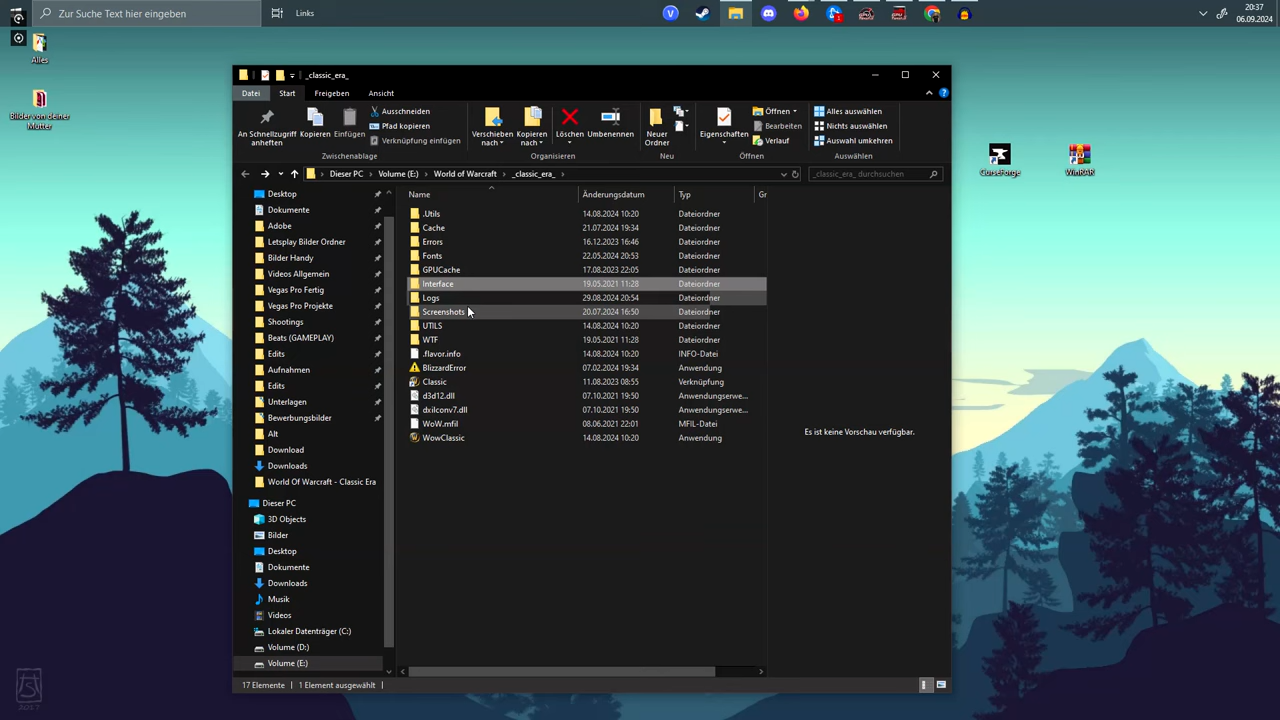 Zur Suche Text hier eingeben
Links
20:37
06.09.2024
Alles
Bilder von deiner Mutter
CurseForge
WinRAR
_classic_era_
Datei
Start
Freigeben
Ansicht
An Schnellzugriff anheften
Kopieren
Einfügen
Ausschneiden
Pfad kopieren
Verknüpfung einfügen
Zwischenablage
Verschieben nach
Kopieren nach
Löschen
Umbenennen
Organisieren
Neuer Ordner
Neu
Eigenschaften
Öffnen
Bearbeiten
Verlauf
Öffnen
Alles auswählen
Nichts auswählen
Auswahl umkehren
Auswählen
Dieser PC > Volume (E:) > World of Warcraft > _classic_era_ >
_classic_era_ durchsuchen
Desktop
Dokumente
Adobe
Letsplay Bilder Ordner
Bilder Handy
Videos Allgemein
Vegas Pro Fertig
Vegas Pro Projekte
Shootings
Beats (GAMEPLAY)
Edits
Aufnahmen
Edits
Unterlagen
Bewerbungsbilder
Alt
Download
Downloads
World Of Warcraft - Classic Era
Dieser PC
3D Objects
Bilder
Desktop
Dokumente
Downloads
Musik
Videos
Lokaler Datenträger (C:)
Volume (D:)
Volume (E:)
Name Änderungsdatum Typ Gr
.Utils 14.08.2024 10:20 Dateiordner
Cache 21.07.2024 19:34 Dateiordner
Errors 16.12.2023 16:46 Dateiordner
Fonts 22.05.2024 20:53 Dateiordner
GPUCache 17.08.2023 22:05 Dateiordner
Interface 19.05.2021 11:28 Dateiordner
Logs 29.08.2024 20:54 Dateiordner
Screenshots 20.07.2024 16:50 Dateiordner
UTILS 14.08.2024 10:20 Dateiordner
WTF 19.05.2021 11:28 Dateiordner
.flavor.info 14.08.2024 10:20 INFO-Datei
BlizzardError 07.02.2024 19:34 Anwendung
Classic 11.08.2023 08:55 Verknüpfung
d3d12.dll 07.10.2021 19:50 Anwendungserwe...
dxilconv7.dll 07.10.2021 19:50 Anwendungserwe...
WoW.mfil 08.06.2021 22:01 MFIL-Datei
WowClassic 14.08.2024 10:20 Anwendung
Es ist keine Vorschau verfügbar.
17 Elemente
1 Element ausgewählt
2057